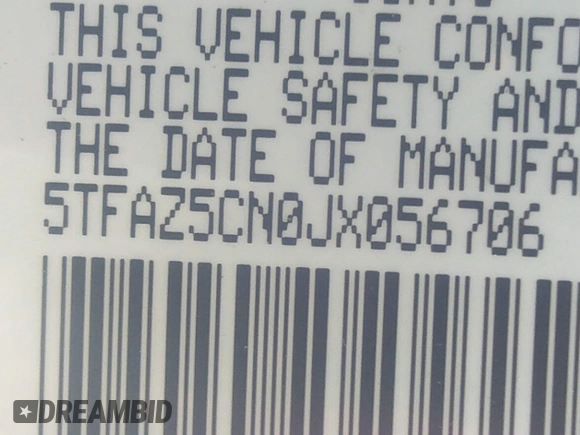 THIS VEHICLE CONFO
VEHICLE SAFETY AND
THE DATE OF MANUFA
5TFAZ5CN0JX056706
DREAMBID